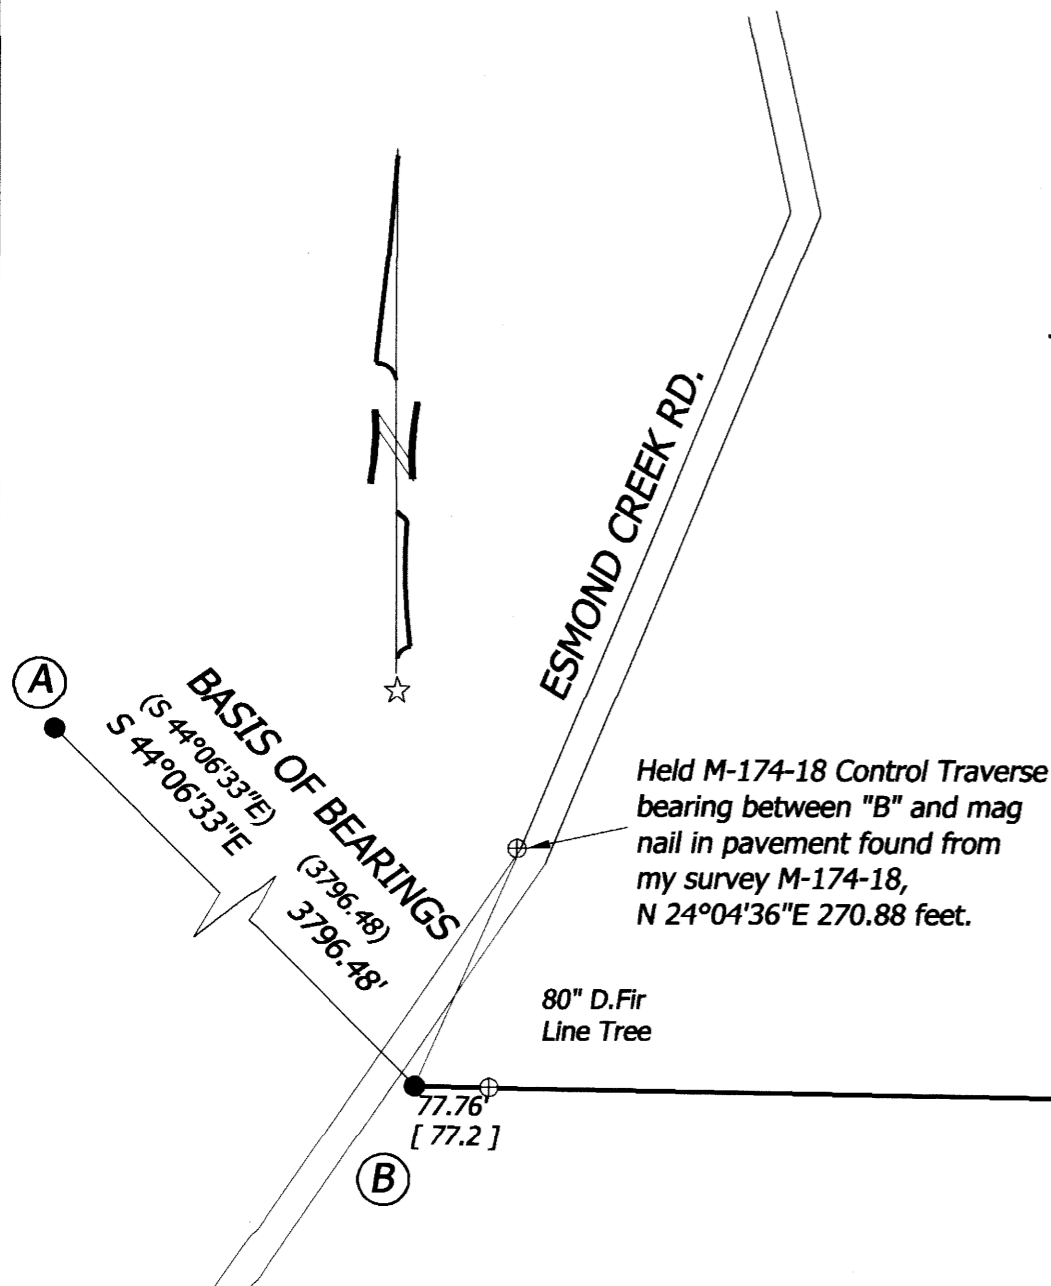 N
ESMOND CREEK RD.
A
BASIS OF BEARINGS
(S 44°06'33"E)
S 44°06'33"E
(3796.48)
3796.48'
Held M-174-18 Control Traverse
bearing between "B" and mag
nail in pavement found from
my survey M-174-18,
N 24°04'36"E 270.88 feet.
80" D.Fir
Line Tree
77.76'
[ 77.2 ]
B